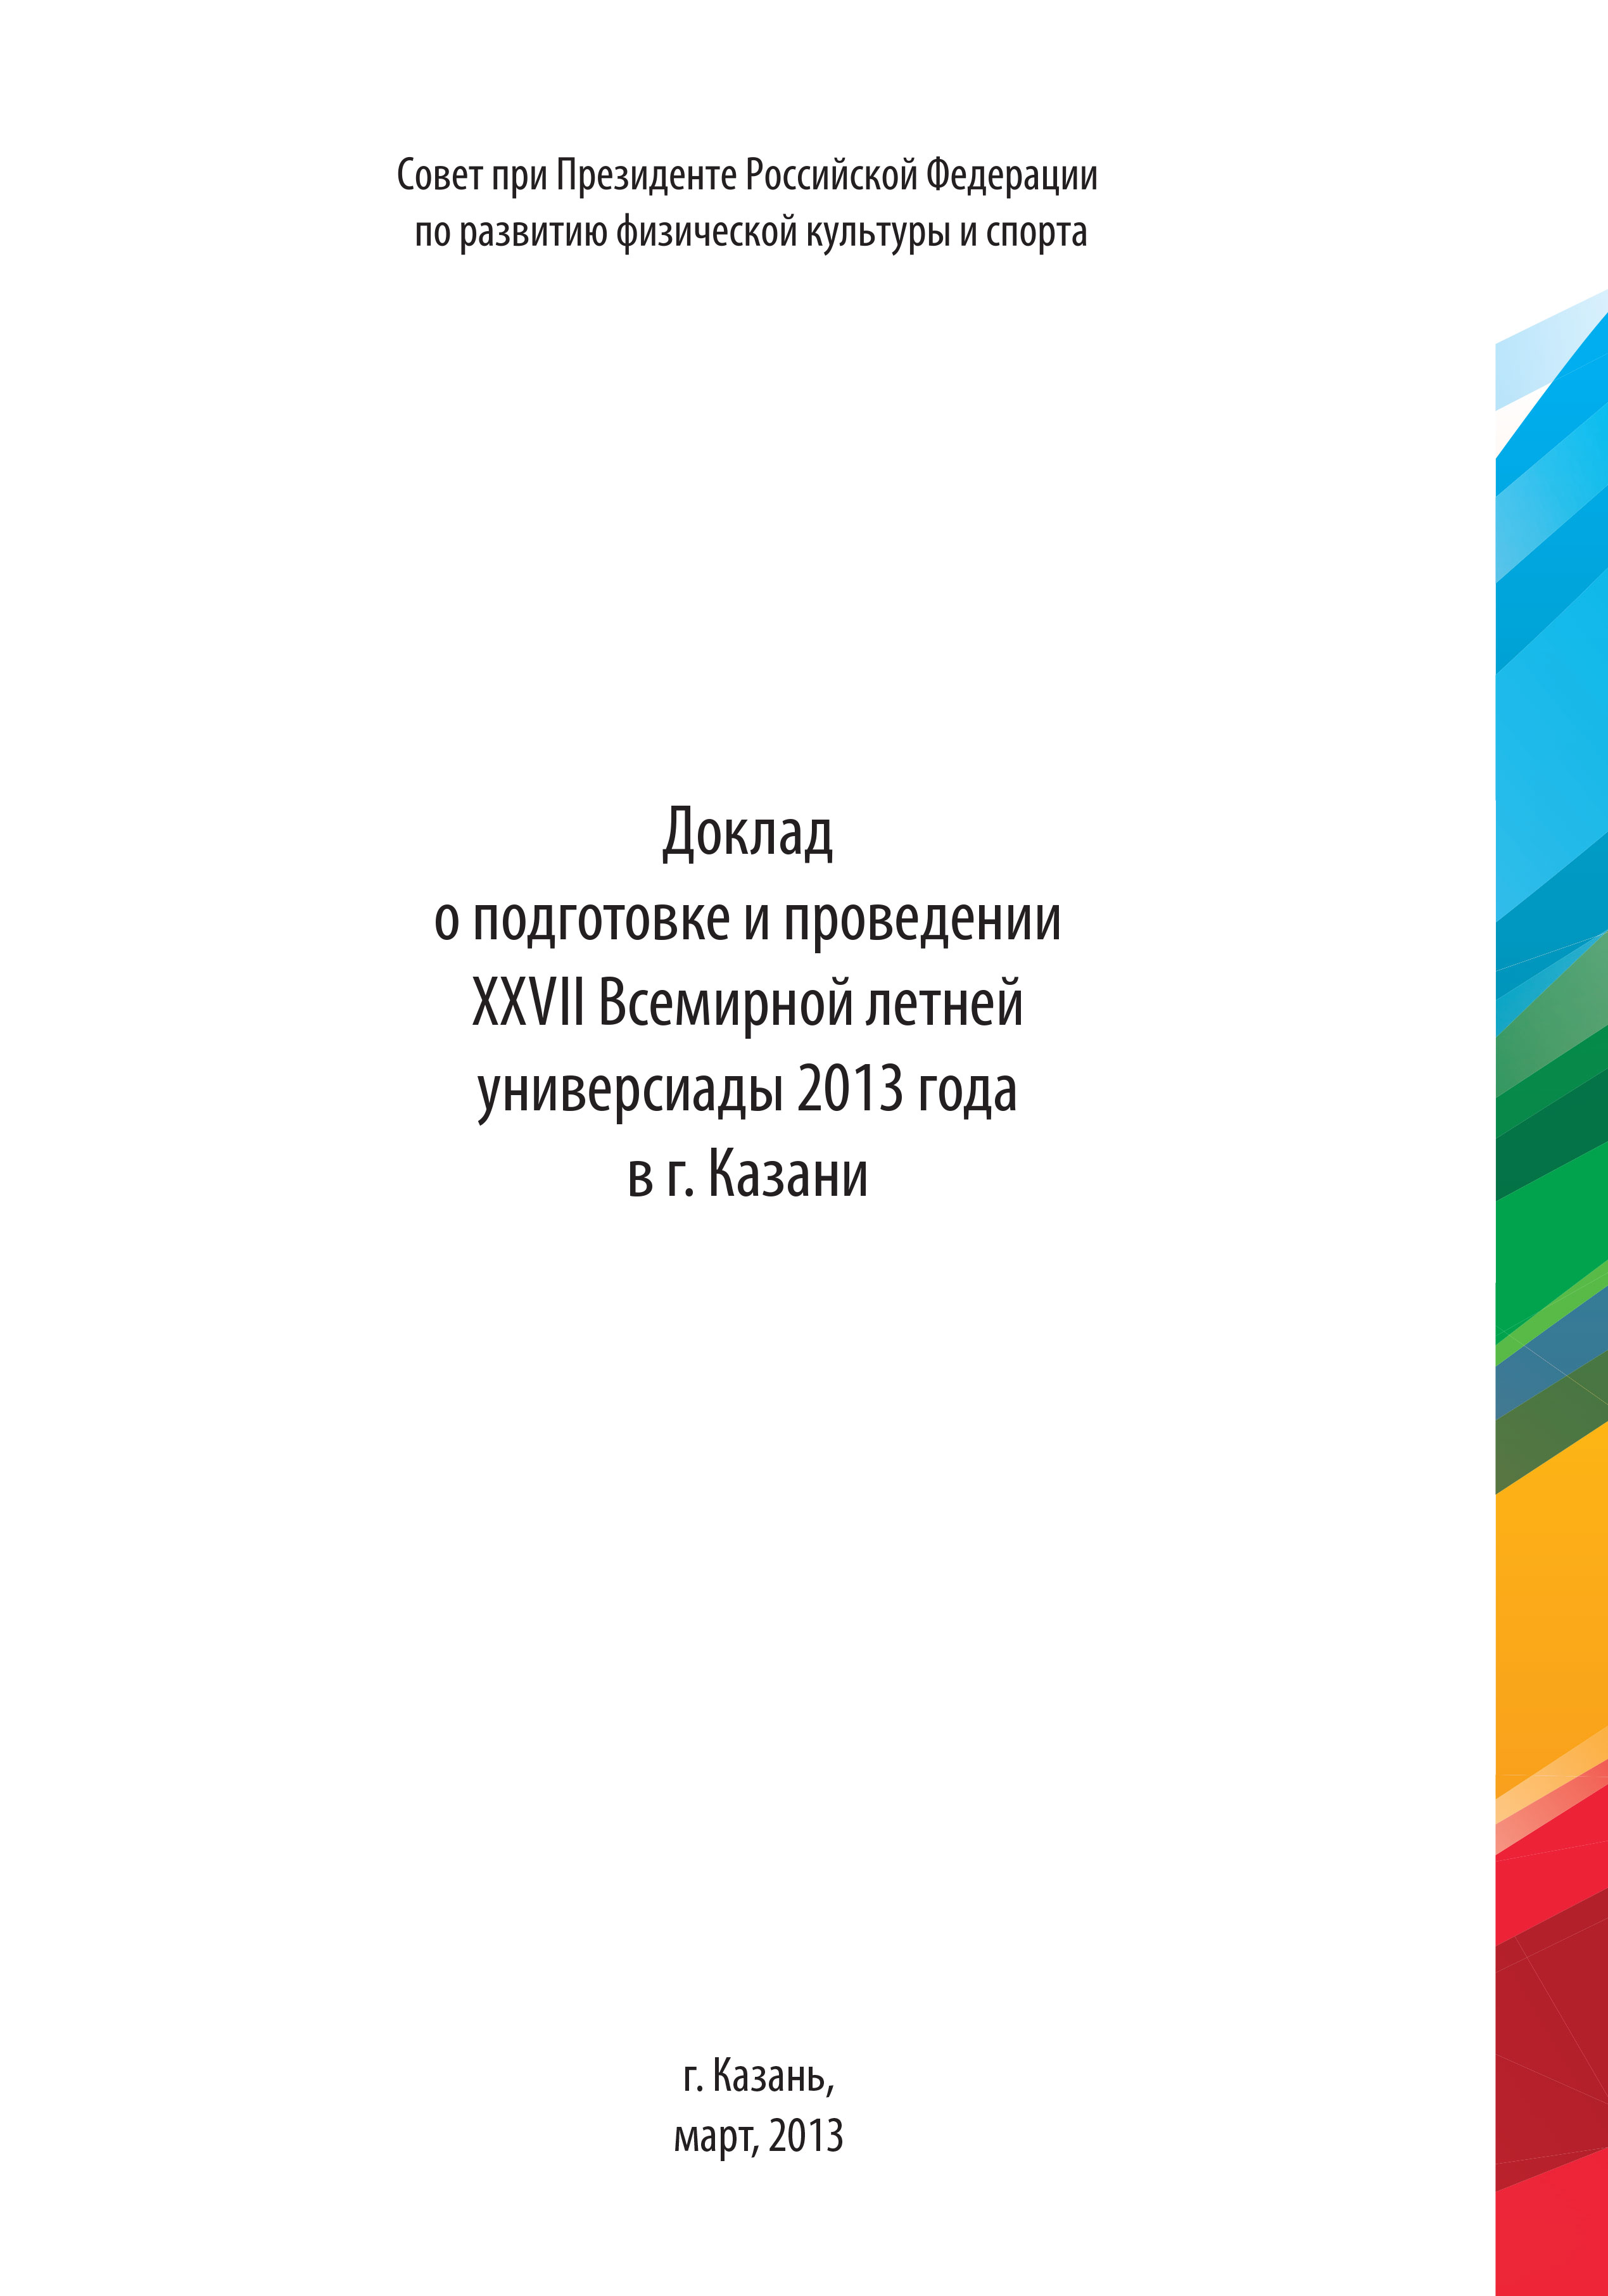 Совет при Президенте Российской Федерации
по развитию физической культуры и спорта
Доклад
о подготовке и проведении
XXVII Всемирной летней
универсиады 2013 года
в г. Казани
г. Казань,
март, 2013